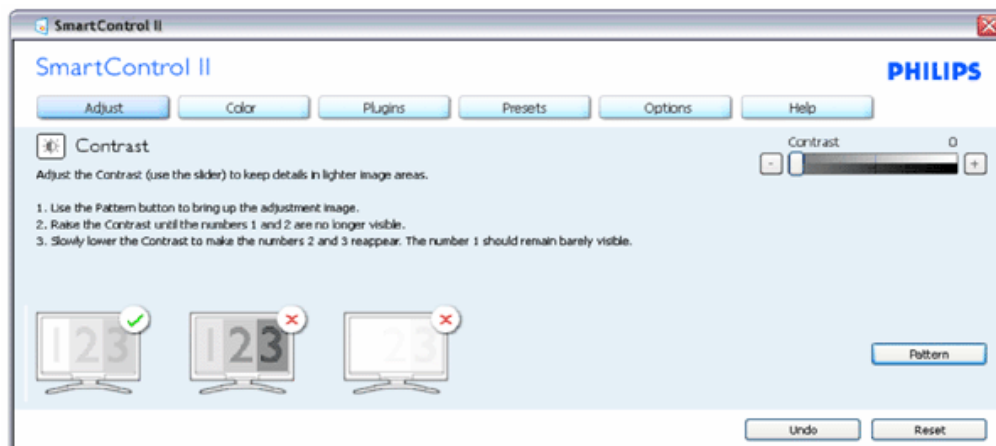 SmartControl II
SmartControl II
PHILIPS
Adjust Color Plugins Presets Options Help
Contrast
Contrast 0
Adjust the Contrast (use the slider) to keep details in lighter image areas.
- +
1. Use the Pattern button to bring up the adjustment image.
2. Raise the Contrast until the numbers 1 and 2 are no longer visible.
3. Slowly lower the Contrast to make the numbers 2 and 3 reappear. The number 1 should remain barely visible.
123 123 23
Pattern
Undo Reset